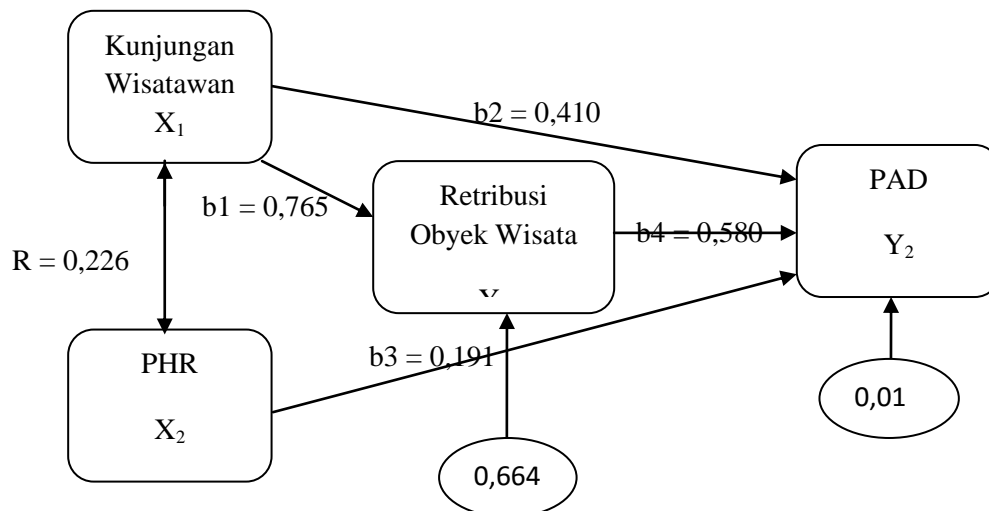 Kunjungan
Wisatawan
X₁
b2 = 0,410
PAD
Y₂
b1 = 0,765
Retribusi
Obyek Wisata
b4 = 0,580
R = 0,226
PHR
X₂
b3 = 0,191
0,01
0,664